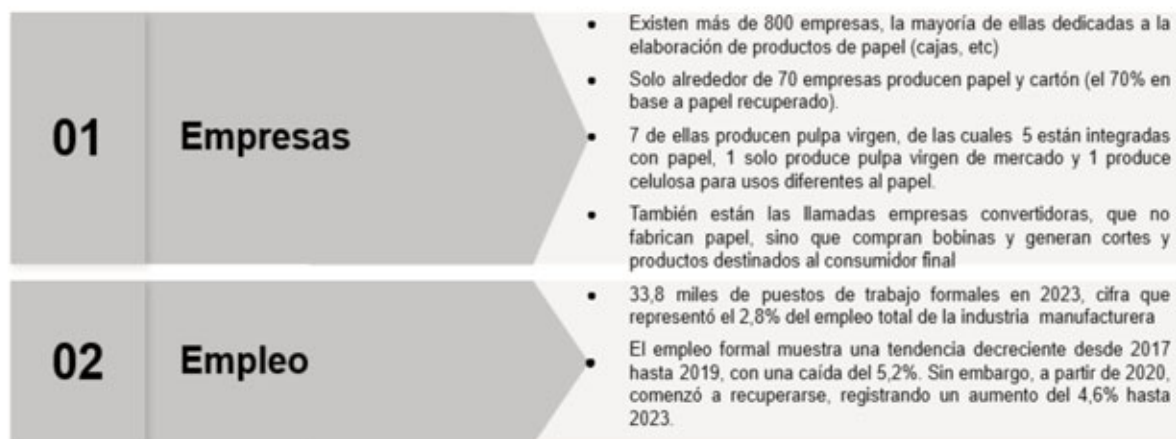 01
Empresas
• Existen más de 800 empresas, la mayoría de ellas dedicadas a la
elaboración de productos de papel (cajas, etc)
• Solo alrededor de 70 empresas producen papel y cartón (el 70% en
base a papel recuperado).
• 7 de ellas producen pulpa virgen, de las cuales 5 están integradas
con papel, 1 solo produce pulpa virgen de mercado y 1 produce
celulosa para usos diferentes al papel.
• También están las llamadas empresas convertidoras, que no
fabrican papel, sino que compran bobinas y generan cortes y
productos destinados al consumidor final
02
Empleo
• 33,8 miles de puestos de trabajo formales en 2023, cifra que
representó el 2,8% del empleo total de la industria manufacturera
• El empleo formal muestra una tendencia decreciente desde 2017
hasta 2019, con una caída del 5,2%. Sin embargo, a partir de 2020,
comenzó a recuperarse, registrando un aumento del 4,6% hasta
2023.